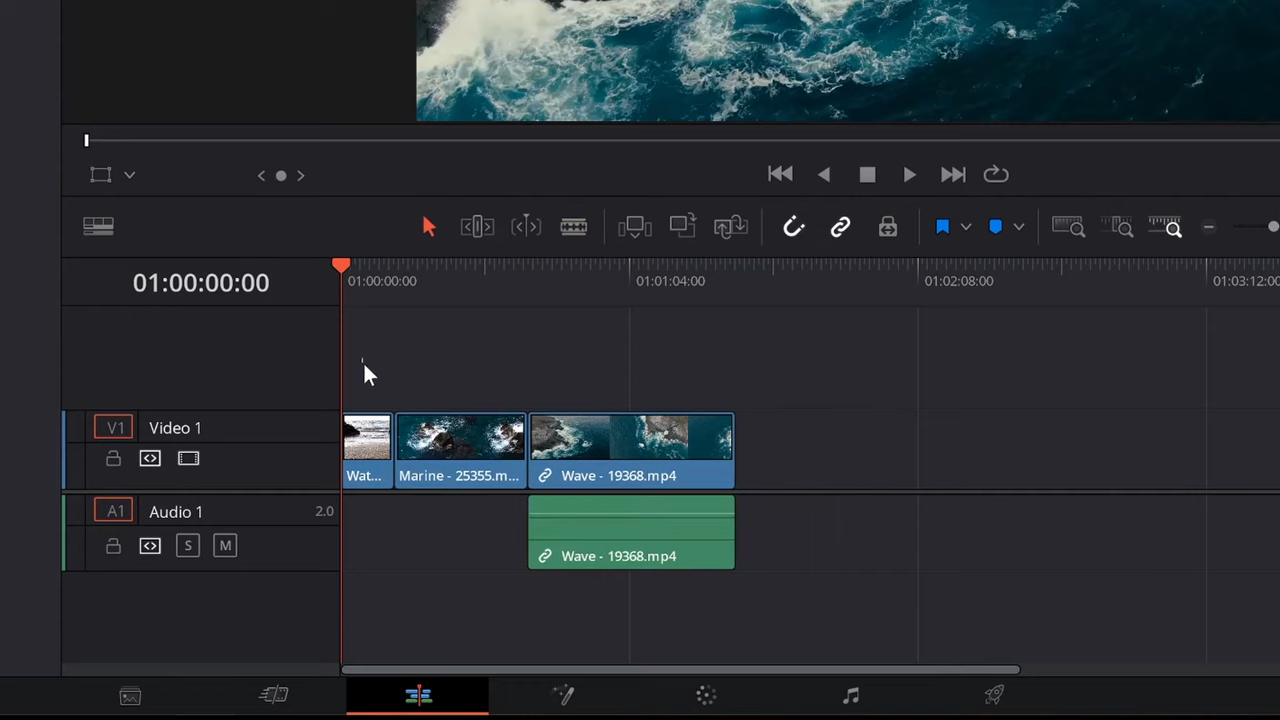 01:00:00:00
01:00:00:00
01:01:04:00
01:02:08:00
01:03:12:00
V1
Video 1
Wat...
Marine - 25355.m...
Wave - 19368.mp4
A1
Audio 1
2.0
S
M
Wave - 19368.mp4